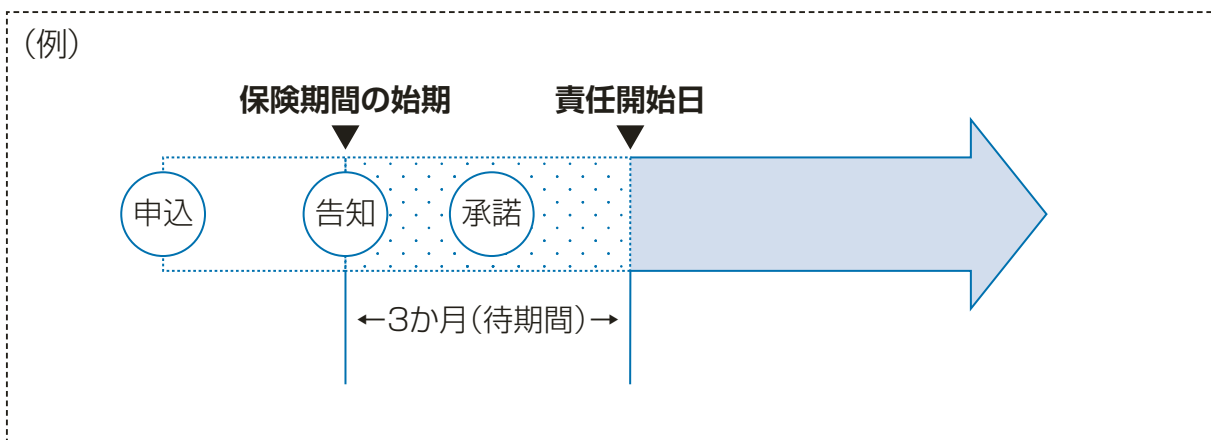 (例)
保険期間の始期
責任開始日
申込
告知
承諾
←3か月(待期間)→